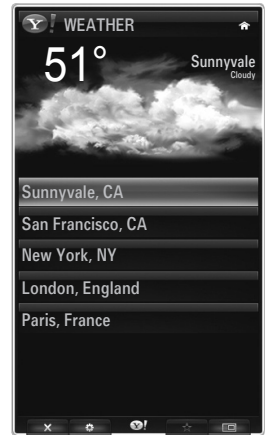 Y! WEATHER
51°
Sunnyvale
Cloudy
Sunnyvale, CA
San Francisco, CA
New York, NY
London, England
Paris, France
Y!